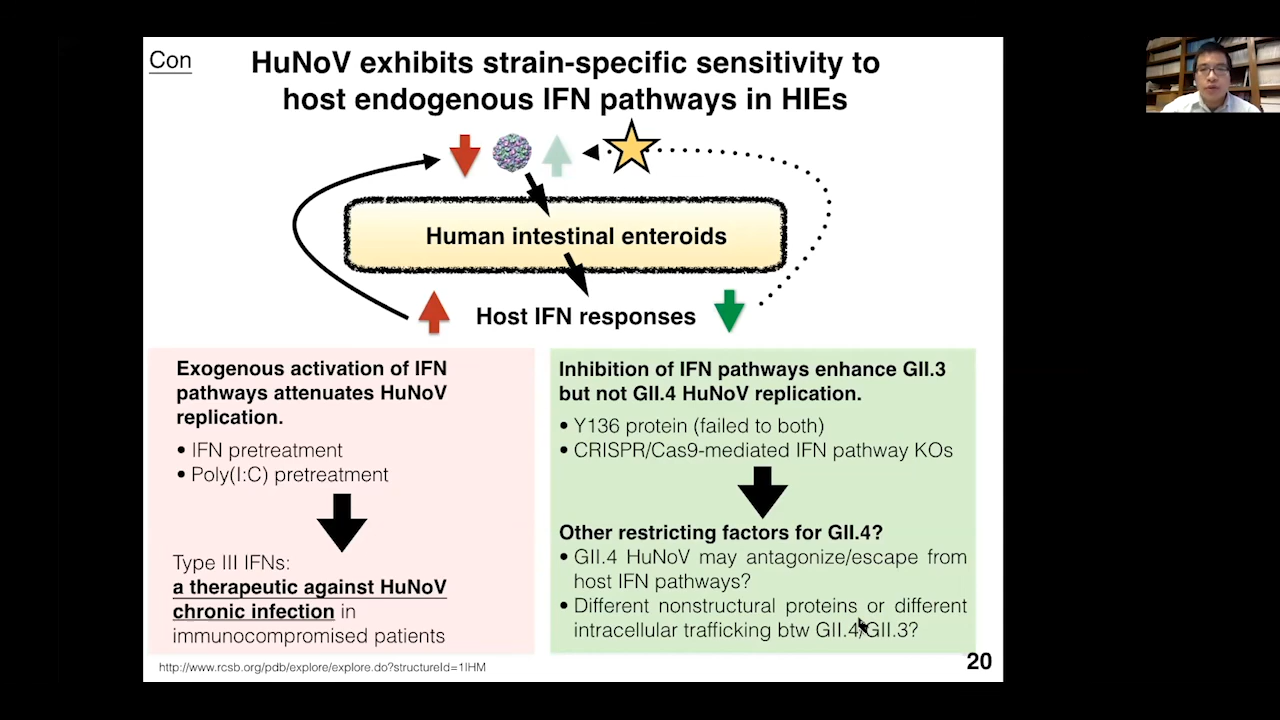 Con
HuNoV exhibits strain-specific sensitivity to
host endogenous IFN pathways in HIEs
Human intestinal enteroids
Host IFN responses
Exogenous activation of IFN
pathways attenuates HuNoV
replication.
• IFN pretreatment
• Poly(I:C) pretreatment
Type III IFNs:
a therapeutic against HuNoV
chronic infection in
immunocompromised patients
Inhibition of IFN pathways enhance GII.3
but not GII.4 HuNoV replication.
• Y136 protein (failed to both)
• CRISPR/Cas9-mediated IFN pathway KOs
Other restricting factors for GII.4?
• GII.4 HuNoV may antagonize/escape from
host IFN pathways?
• Different nonstructural proteins or different
intracellular trafficking btw GII.4/GII.3?
http://www.rcsb.org/pdb/explore/explore.do?structureId=1IHM
20